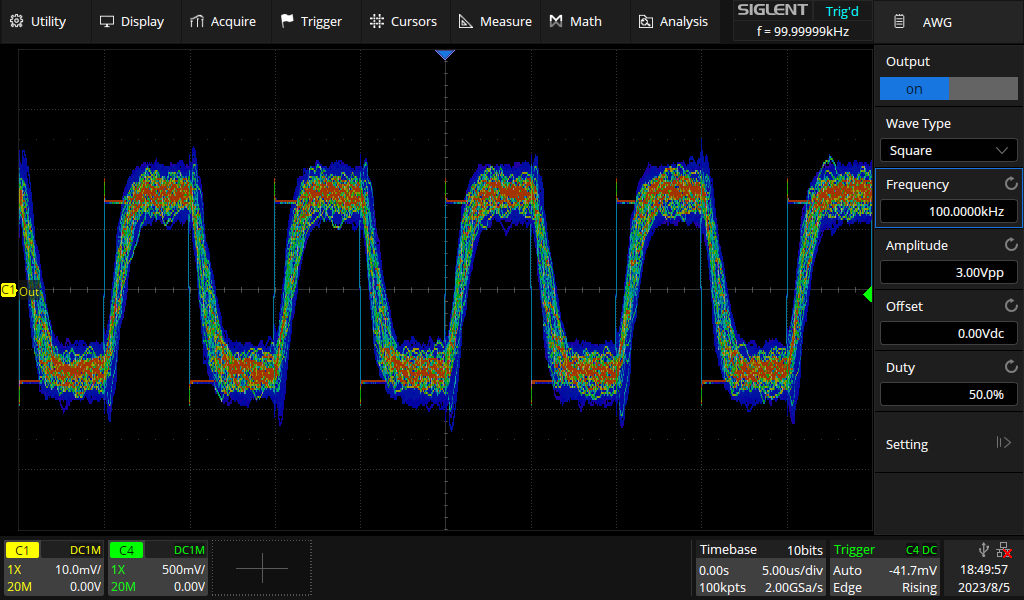 Utility Display Acquire Trigger Cursors Measure Math Analysis
SIGLENT Trig'd
f = 99.99999kHz
AWG
Output
on
Wave Type
Square
Frequency
100.0000kHz
Amplitude
3.00Vpp
Offset
0.00Vdc
Duty
50.0%
Setting
C1 Out
C1 DC1M
1X 10.0mV/
20M 0.00V
C4 DC1M
1X 500mV/
20M 0.00V
Timebase 10bits
0.00s 5.00us/div
100kpts 2.00GSa/s
Trigger C4 DC
Auto -41.7mV
Edge Rising
18:49:57
2023/8/5